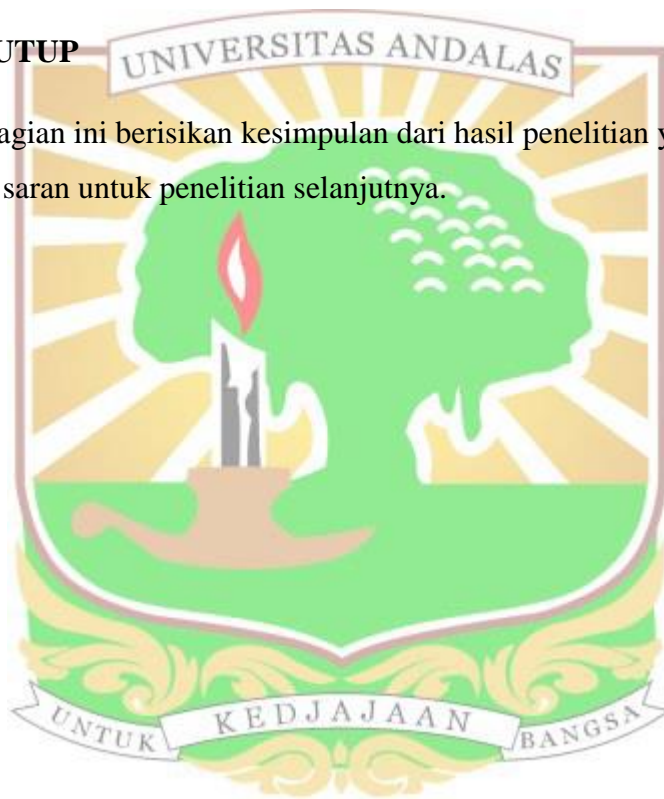 UNIVERSITAS ANDALAS
UTUP
agian ini berisikan kesimpulan dari hasil penelitian y
saran untuk penelitian selanjutnya.
UNTUK KEDJAJAAN BANGSA